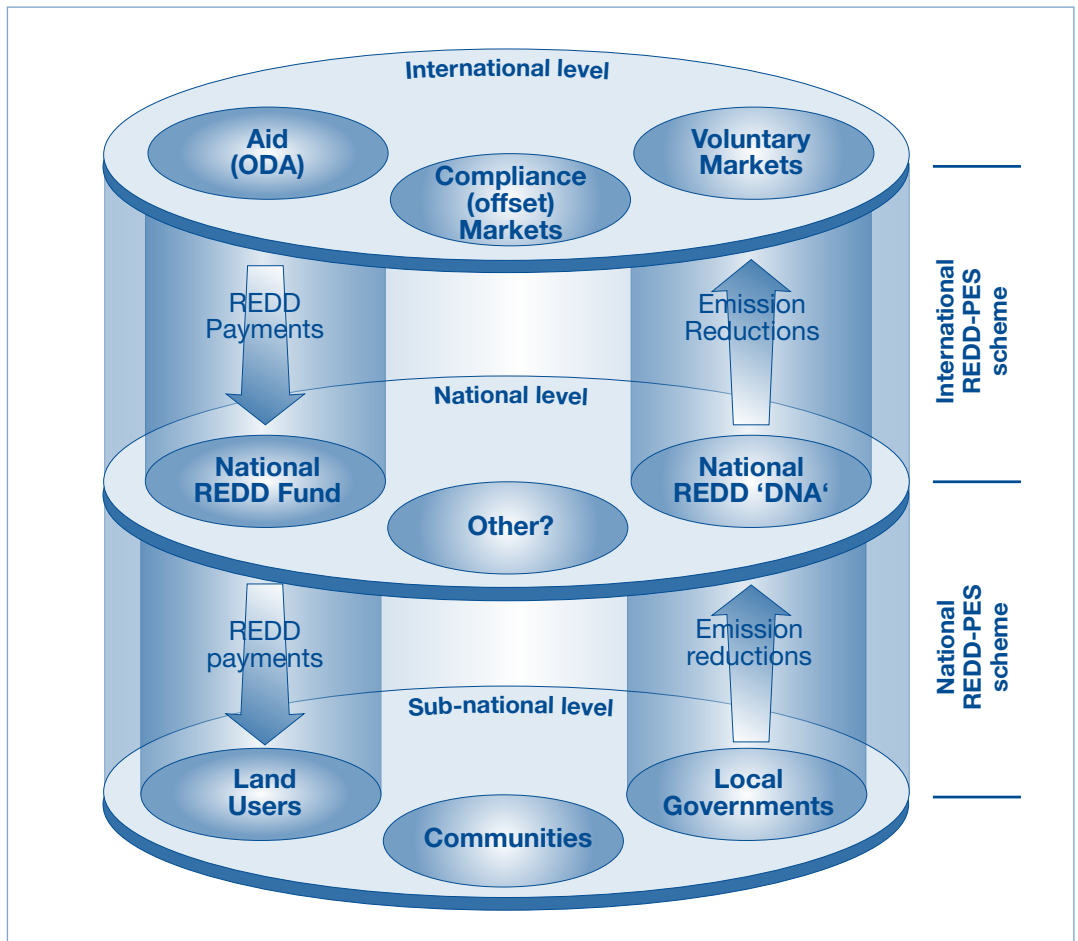 International level
Aid
(ODA)
Compliance
(offset)
Markets
Voluntary
Markets
REDD
Payments
Emission
Reductions
International
REDD-PES
scheme
National level
National
REDD Fund
Other?
National
REDD ‘DNA‘
REDD
payments
Emission
reductions
National
REDD-PES
scheme
Sub-national level
Land
Users
Communities
Local
Governments